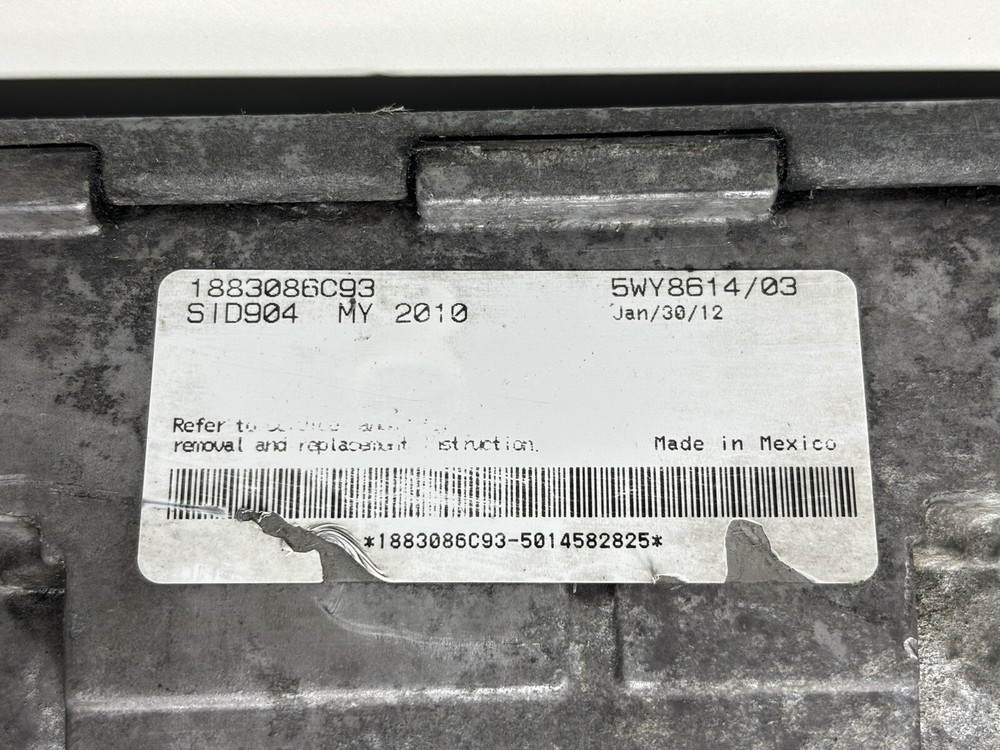 1883086C93
5WY8614/03
SID904 MY 2010
Jan/30/12
Refer to
removal and replacement instruction.
Made in Mexico
*1883086C93-5014582825*